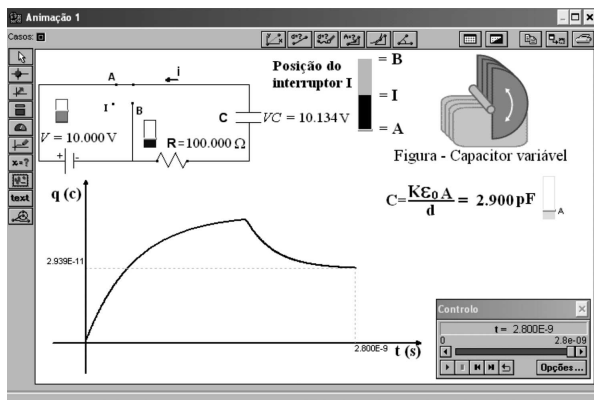 Animação 1
Casos:
Posição do
interruptor I
= B
= I
= A
i
A
I
B
C
VC = 10.134 V
V = 10.000 V
R=100.000 Ω
+
-
Figura - Capacitor variável
C= Kε0 A / d = 2.900 pF
A
x=?
text
q (c)
2.939E-11
2.800E-9
t (s)
Controlo
t = 2.800E-9
0
2.8e-09
Opções...